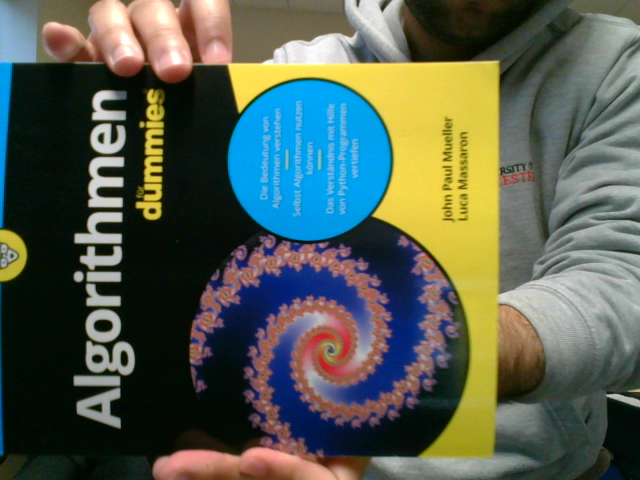 Algorithmen
für
dummies
Die Bedeutung von
Algorithmen verstehen
Selbst Algorithmen nutzen
können
Das Verständnis mit Hilfe
von Python-Programmen
vertiefen
John Paul Mueller
Luca Massaron